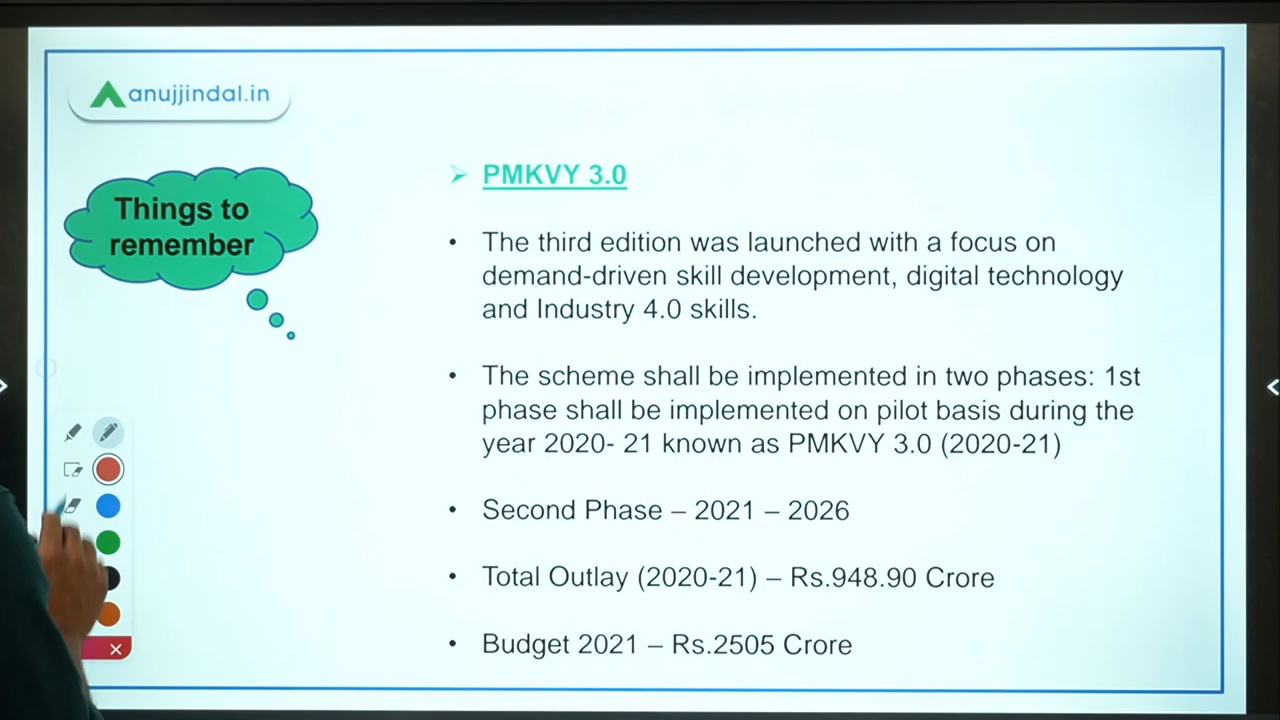 anujjindal.in
Things to
remember
➢ PMKVY 3.0
• The third edition was launched with a focus on
demand-driven skill development, digital technology
and Industry 4.0 skills.
• The scheme shall be implemented in two phases: 1st
phase shall be implemented on pilot basis during the
year 2020- 21 known as PMKVY 3.0 (2020-21)
• Second Phase – 2021 – 2026
• Total Outlay (2020-21) – Rs.948.90 Crore
• Budget 2021 – Rs.2505 Crore